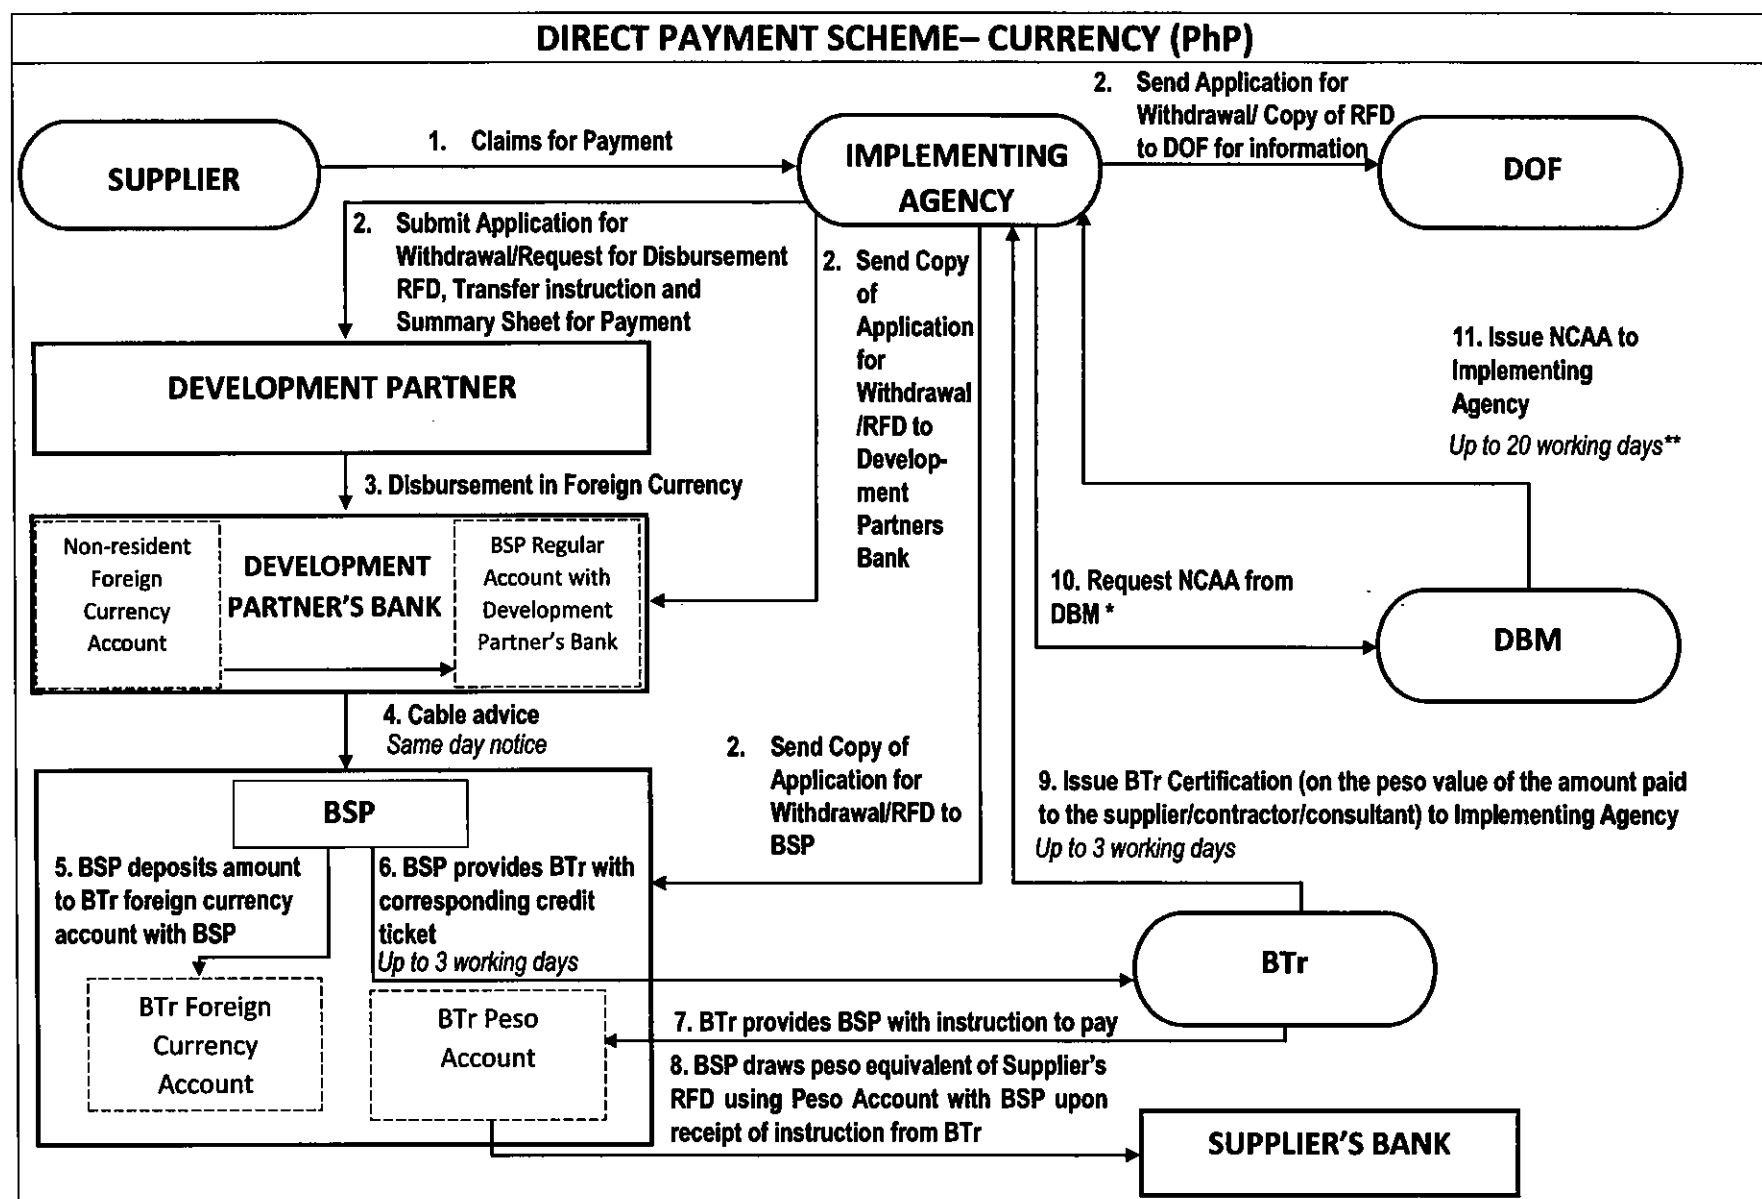 DIRECT PAYMENT SCHEME– CURRENCY (PhP)
2. Send Application for
Withdrawal/ Copy of RFD
to DOF for information
1. Claims for Payment
SUPPLIER
IMPLEMENTING
AGENCY
DOF
2. Submit Application for
Withdrawal/Request for Disbursement
RFD, Transfer instruction and
Summary Sheet for Payment
2. Send Copy
of
Application
for
Withdrawal
/RFD to
Develop-
ment
Partners
Bank
11. Issue NCAA to
Implementing
Agency
Up to 20 working days**
DEVELOPMENT PARTNER
3. Disbursement in Foreign Currency
Non-resident
Foreign
Currency
Account
DEVELOPMENT
PARTNER'S BANK
BSP Regular
Account with
Development
Partner's Bank
10. Request NCAA from
DBM *
DBM
4. Cable advice
Same day notice
2. Send Copy of
Application for
Withdrawal/RFD to
BSP
9. Issue BTr Certification (on the peso value of the amount paid
to the supplier/contractor/consultant) to Implementing Agency
Up to 3 working days
BSP
5. BSP deposits amount
to BTr foreign currency
account with BSP
6. BSP provides BTr with
corresponding credit
ticket
Up to 3 working days
BTr
BTr Foreign
Currency
Account
BTr Peso
Account
7. BTr provides BSP with instruction to pay
8. BSP draws peso equivalent of Supplier's
RFD using Peso Account with BSP upon
receipt of instruction from BTr
SUPPLIER'S BANK